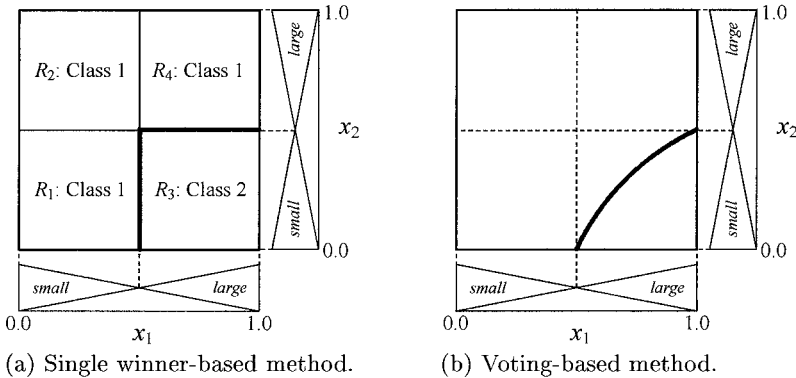 1.0
1.0
large
large
R2: Class 1
R4: Class 1
x2
x2
R1: Class 1
R3: Class 2
small
small
0.0
0.0
small
large
small
large
0.0
1.0
0.0
1.0
x1
x1
(a) Single winner-based method.
(b) Voting-based method.